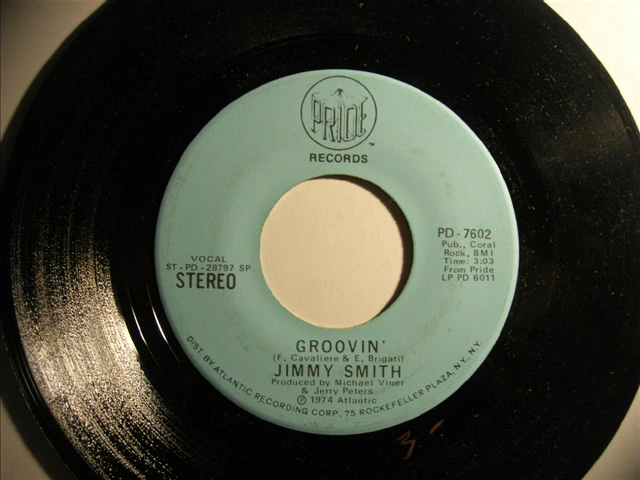 PRIDE
RECORDS
VOCAL
ST-PD-28797 SP
STEREO
PD-7602
Pub., Coral
Rock, BMI
Time: 3:03
From Pride
LP PD 6011
GROOVIN'
(F. Cavaliere & E. Brigati)
JIMMY SMITH
Produced by Michael Viner
& Jerry Peters
℗ 1974 Atlantic
DIST BY ATLANTIC RECORDING CORP., 75 ROCKEFELLER PLAZA, N.Y. N.Y.